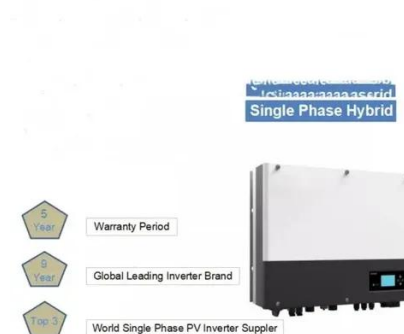 Single Phase Hybrid
5
Year
Warranty Period
Year
Global Leading Inverter Brand
Top 3
World Single Phase PV Inverter Suppler